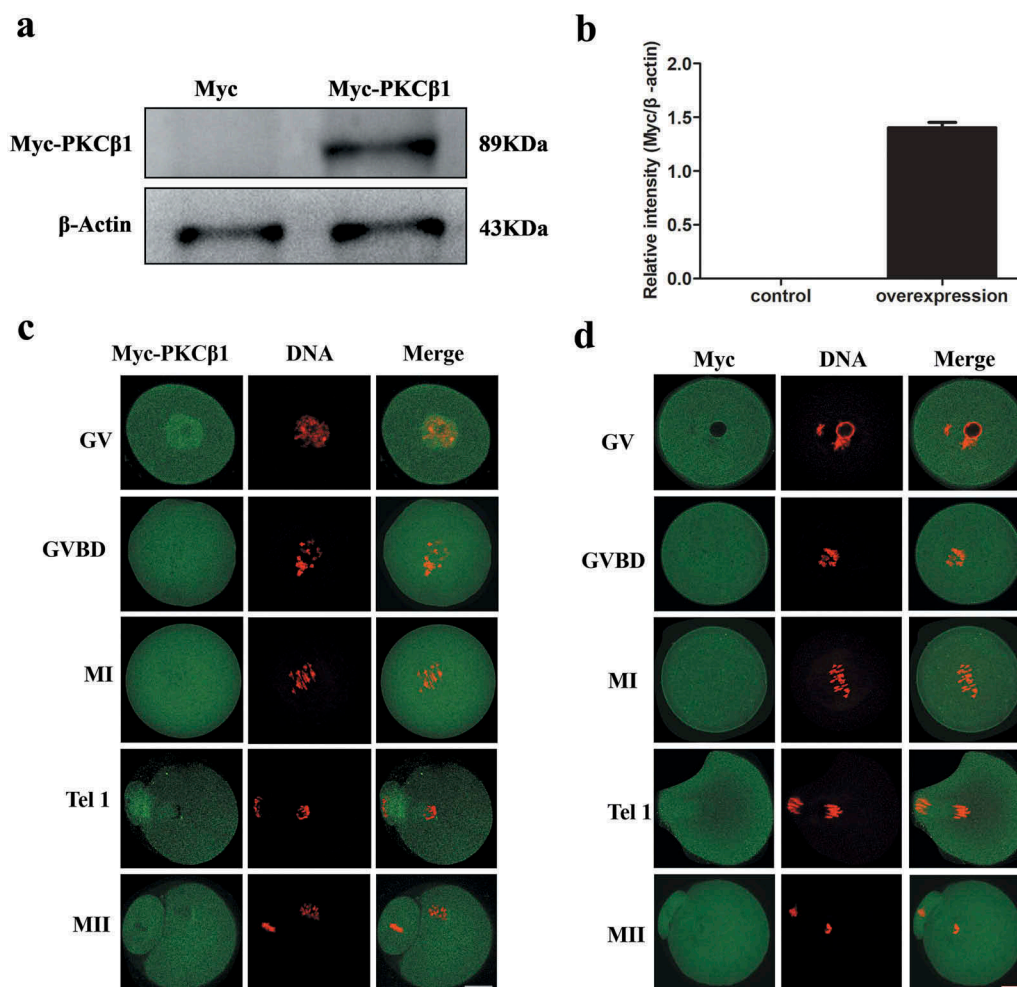 a
Myc Myc-PKCβ1
Myc-PKCβ1 89KDa
β-Actin 43KDa
b
Relative intensity (Myc/β -actin)
2.0
1.5
1.0
0.5
0.0
control overexpression
c
Myc-PKCβ1 DNA Merge
GV
GVBD
MI
Tel 1
MII
d
Myc DNA Merge
GV
GVBD
MI
Tel 1
MII